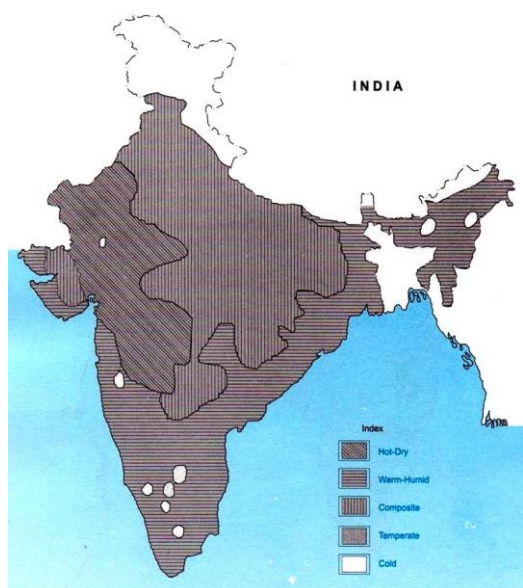 INDIA
Index
Hot-Dry
Warm-Humid
Composite
Temperate
Cold